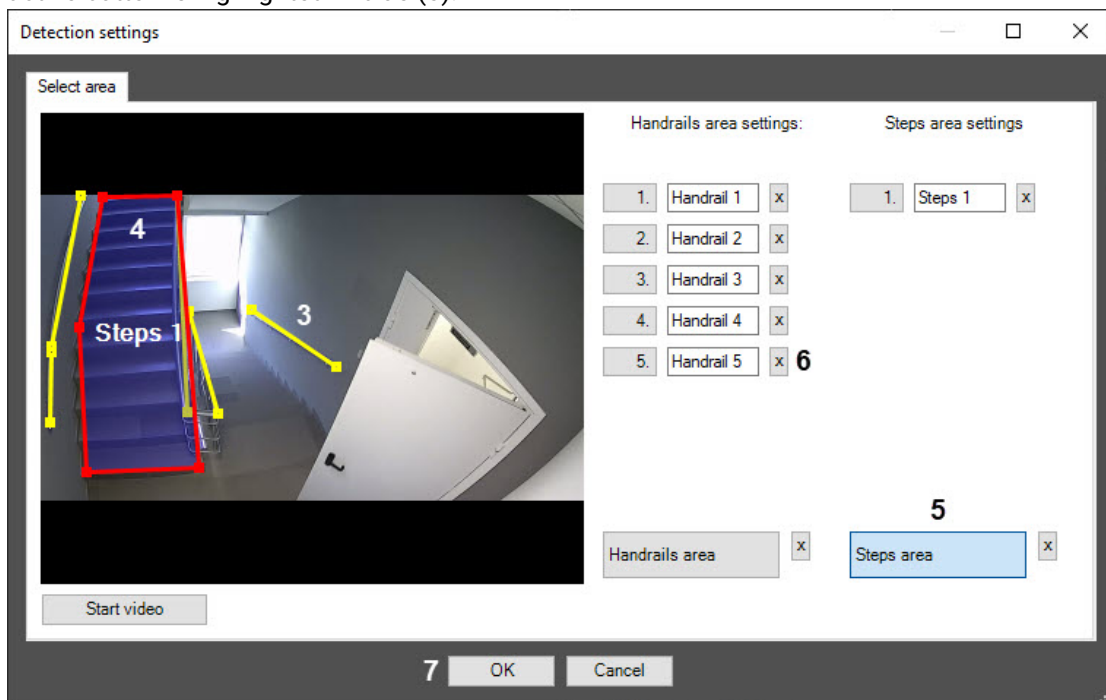 Detection settings
Select area
Handrails area settings:
Steps area settings
1. Handrail 1 x
1. Steps 1 x
2. Handrail 2 x
3. Handrail 3 x
4. Handrail 4 x
5. Handrail 5 x 6
4
3
Steps 1
5
Handrails area x
Steps area x
Start video
7 OK Cancel